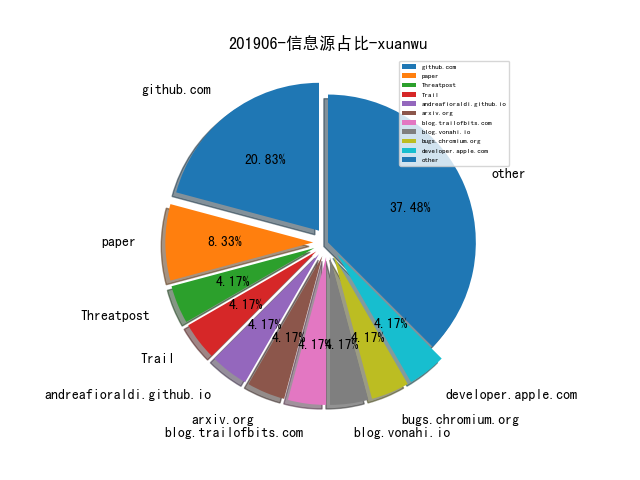 201906-信息源占比-xuanwu
github.com
paper
Threatpost
Trail
andreafioraldi.github.io
arxiv.org
blog.trailofbits.com
blog.vonahi.io
bugs.chromium.org
developer.apple.com
other
github.com
20.83%
other
37.48%
paper
8.33%
Threatpost
4.17%
Trail
4.17%
andreafioraldi.github.io
4.17%
arxiv.org
4.17%
blog.trailofbits.com
4.17%
blog.vonahi.io
4.17%
bugs.chromium.org
4.17%
developer.apple.com
4.17%